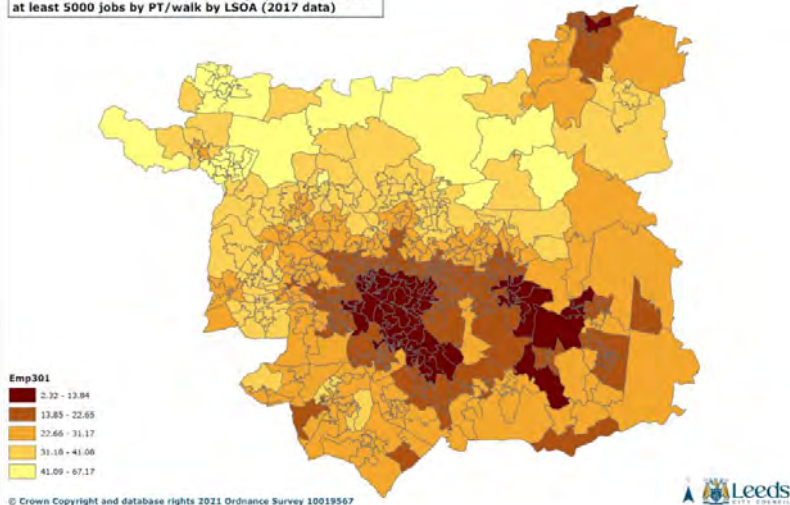 at least 5000 jobs by PT/walk by LSOA (2017 data)
Emp301
2.32 - 13.84
13.85 - 22.65
22.66 - 31.17
31.18 - 41.08
41.09 - 67.17
© Crown Copyright and database rights 2021 Ordnance Survey 10019567
Leeds
CITY COUNCIL